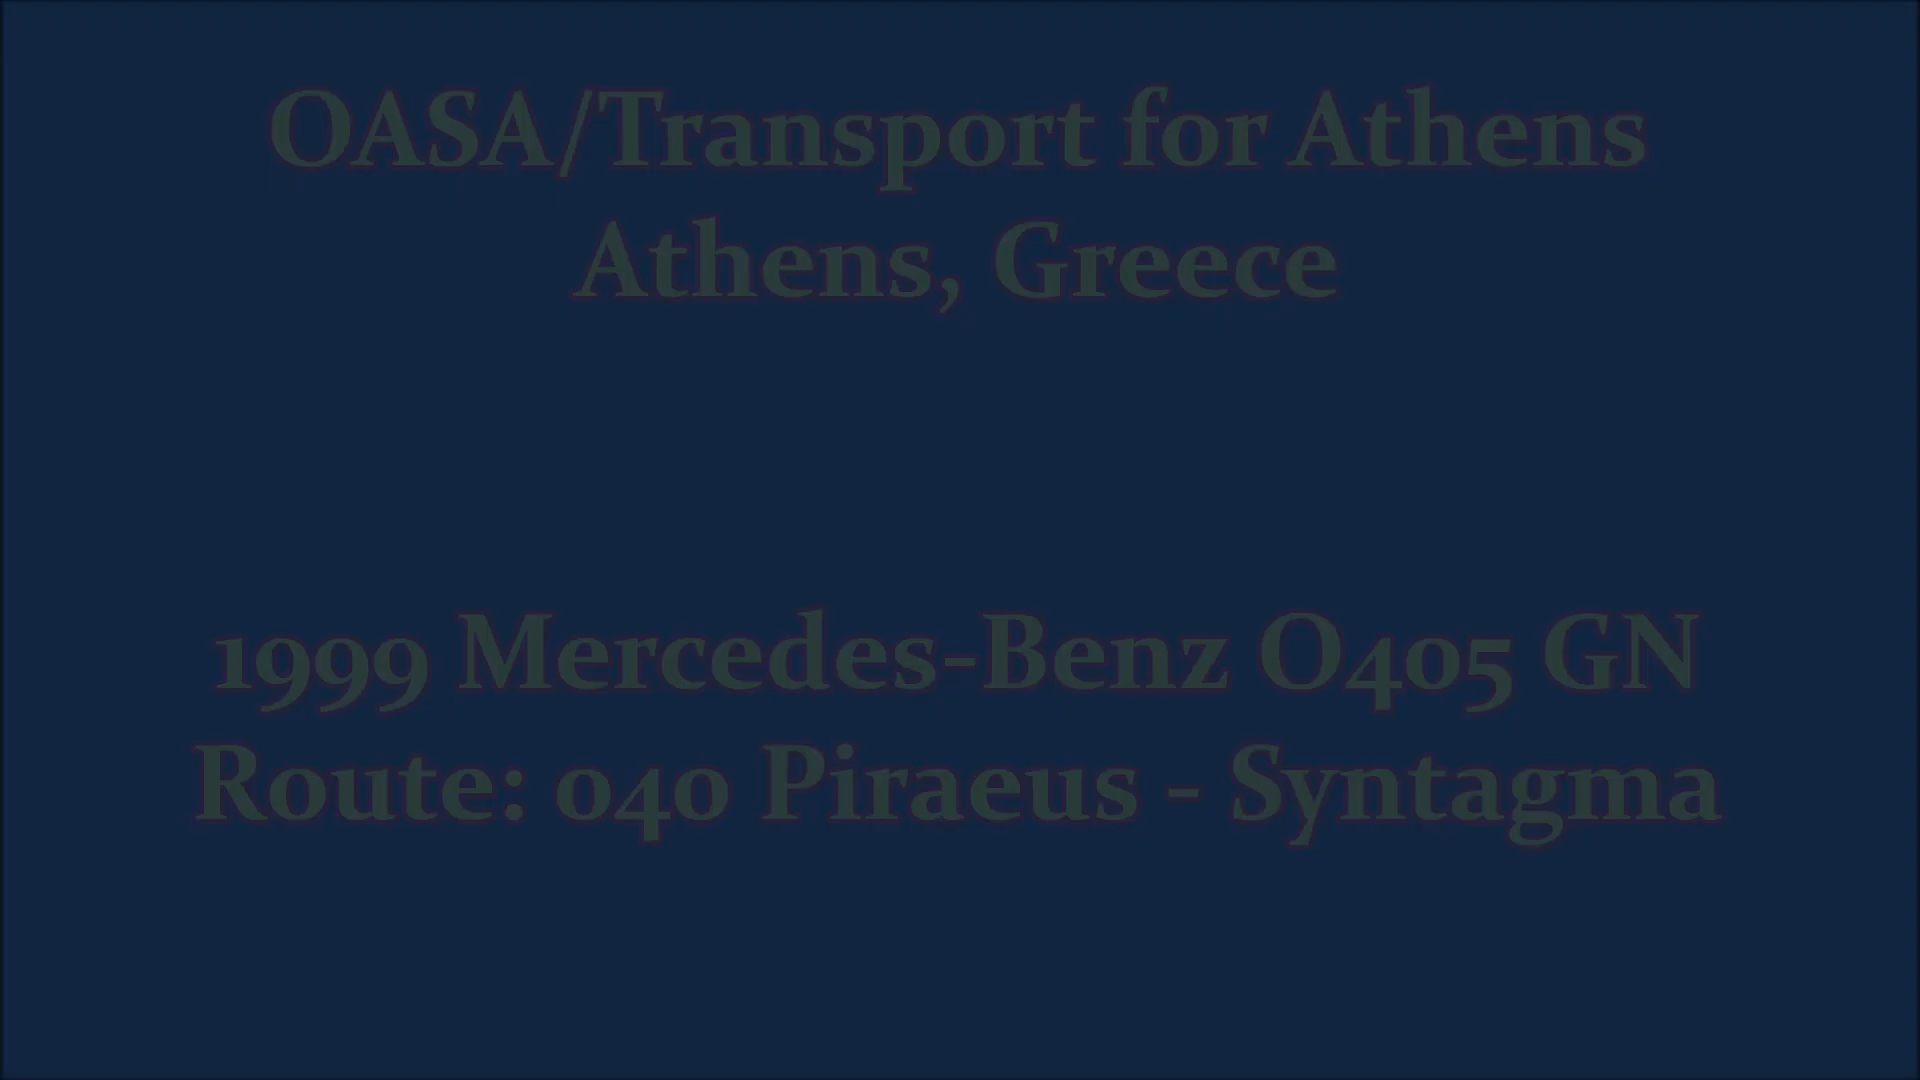 OASA/Transport for Athens
Athens, Greece
1999 Mercedes-Benz O405 GN
Route: 040 Piraeus - Syntagma